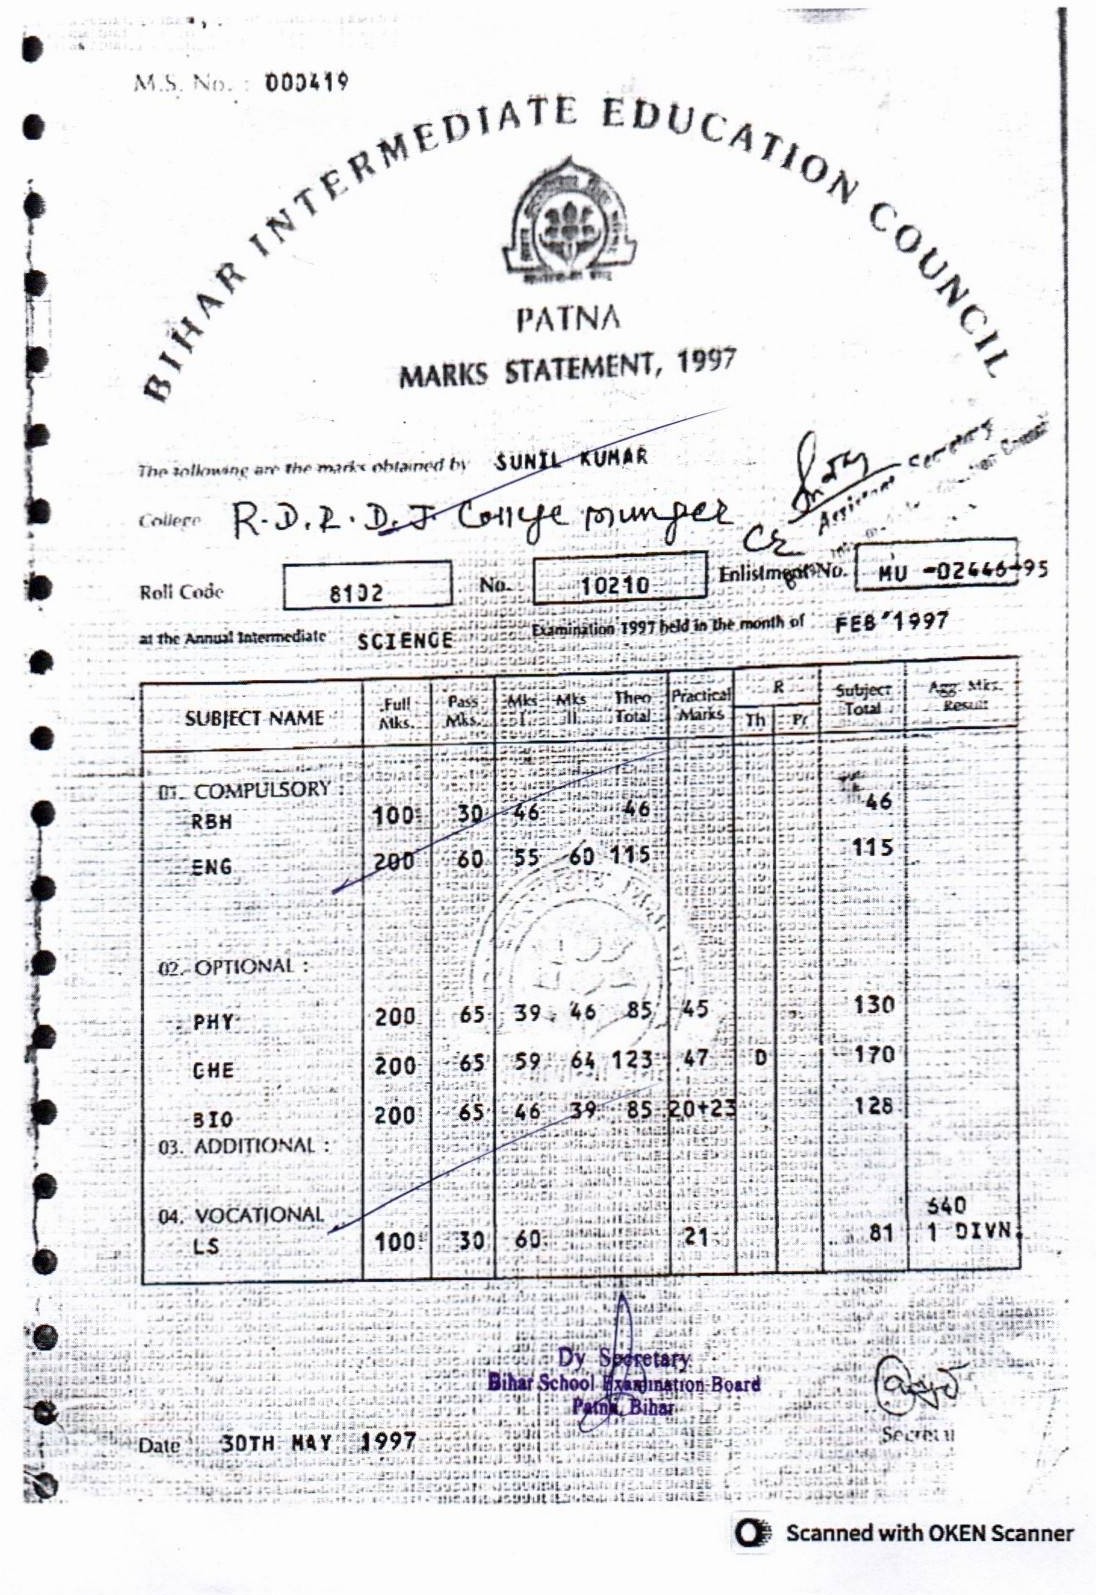 M.S. No. : 000419
BIHAR INTERMEDIATE EDUCATION COUNCIL
PATNA
MARKS STATEMENT, 1997
The following are the marks obtained by SUNIL KUMAR
College R.D.R.D.J. College Munger
Assistant
Roll Code 8102 No. 10210 Enlistment No. MU -02446-95
at the Annual Intermediate SCIENCE Examination 1997 held in the month of FEB'1997
SUBJECT NAME Full Mks. Pass Mks. Mks I Mks II Theo Total Practical Marks R Th Pr Subject Total Agg. Mks. Result
01. COMPULSORY :
RBH 100 30 46 46 46
ENG 200 60 55 60 115 115
02. OPTIONAL :
PHY 200 65 39 46 85 45 130
CHE 200 65 59 64 123 47 D 170
BIO 200 65 46 39 85 20+23 128
03. ADDITIONAL :
04. VOCATIONAL 640
LS 100 30 60 21 81 1 DIVN.
Dy Secretary
Bihar School Examination Board
Patna, Bihar
Date 30TH MAY 1997
Scanned with OKEN Scanner